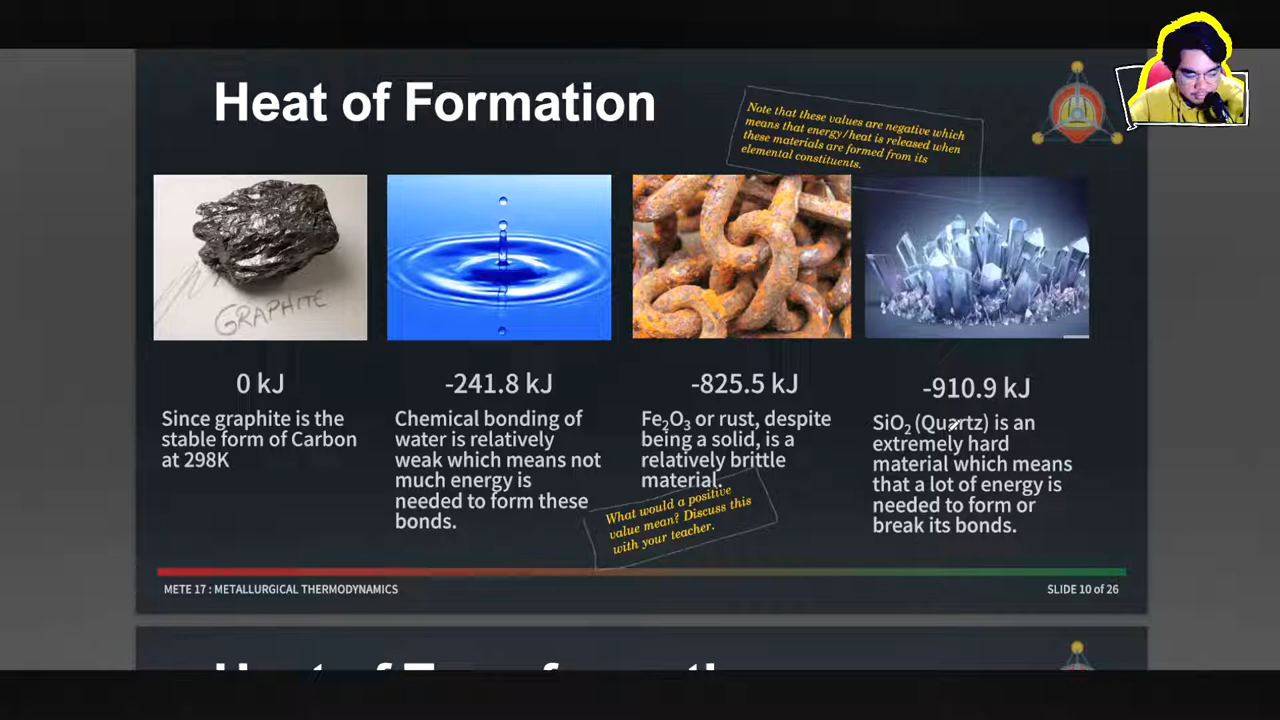 Heat of Formation
Note that these values are negative which
means that energy/heat is released when
these materials are formed from its
elemental constituents.
GRAPHITE
0 kJ
Since graphite is the
stable form of Carbon
at 298K
-241.8 kJ
Chemical bonding of
water is relatively
weak which means not
much energy is
needed to form these
bonds.
-825.5 kJ
Fe₂O₃ or rust, despite
being a solid, is a
relatively brittle
material.
-910.9 kJ
SiO₂ (Quartz) is an
extremely hard
material which means
that a lot of energy is
needed to form or
break its bonds.
What would a positive
value mean? Discuss this
with your teacher.
METE 17 : METALLURGICAL THERMODYNAMICS
SLIDE 10 of 26